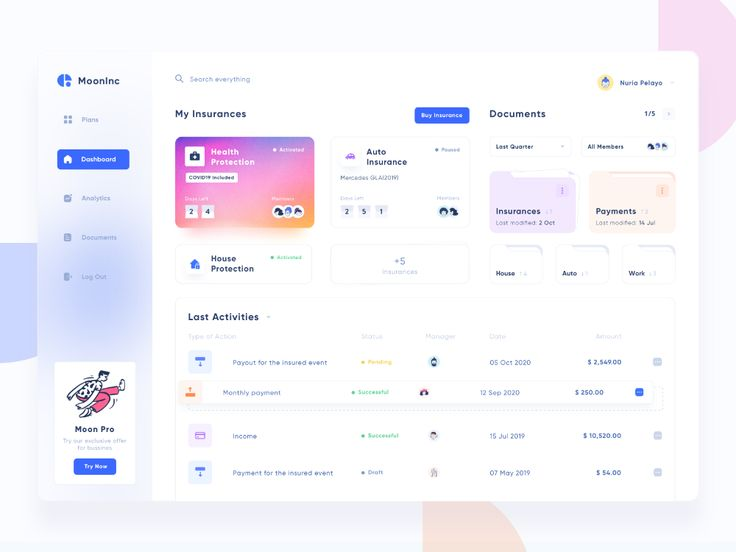 MoonInc
Plans
Dashboard
Analytics
Documents
Log Out
Moon Pro
Try our exclusive offer
for bussines
Try Now
Search everything
Nuria Pelayo
My Insurances
Buy Insurance
Health
Protection
Activated
COVID19 Included
Days Left
Members
2 4
Auto
Insurance
Paused
Mercedes GLA(2019)
Days Left
Members
2 5 1
House
Protection
Activated
+5
Insurances
Documents
1/5
Last Quarter
All Members
Insurances
Last modified: 2 Oct
Payments
Last modified: 14 Jul
House
Auto
Work
Last Activities
Type of Action Status Manager Date Amount
Payout for the insured event Pending 05 Oct 2020 $ 2,549.00
Monthly payment Successful 12 Sep 2020 $ 250.00
Income Successful 15 Jul 2019 $ 10,520.00
Payment for the insured event Draft 07 May 2019 $ 54.00